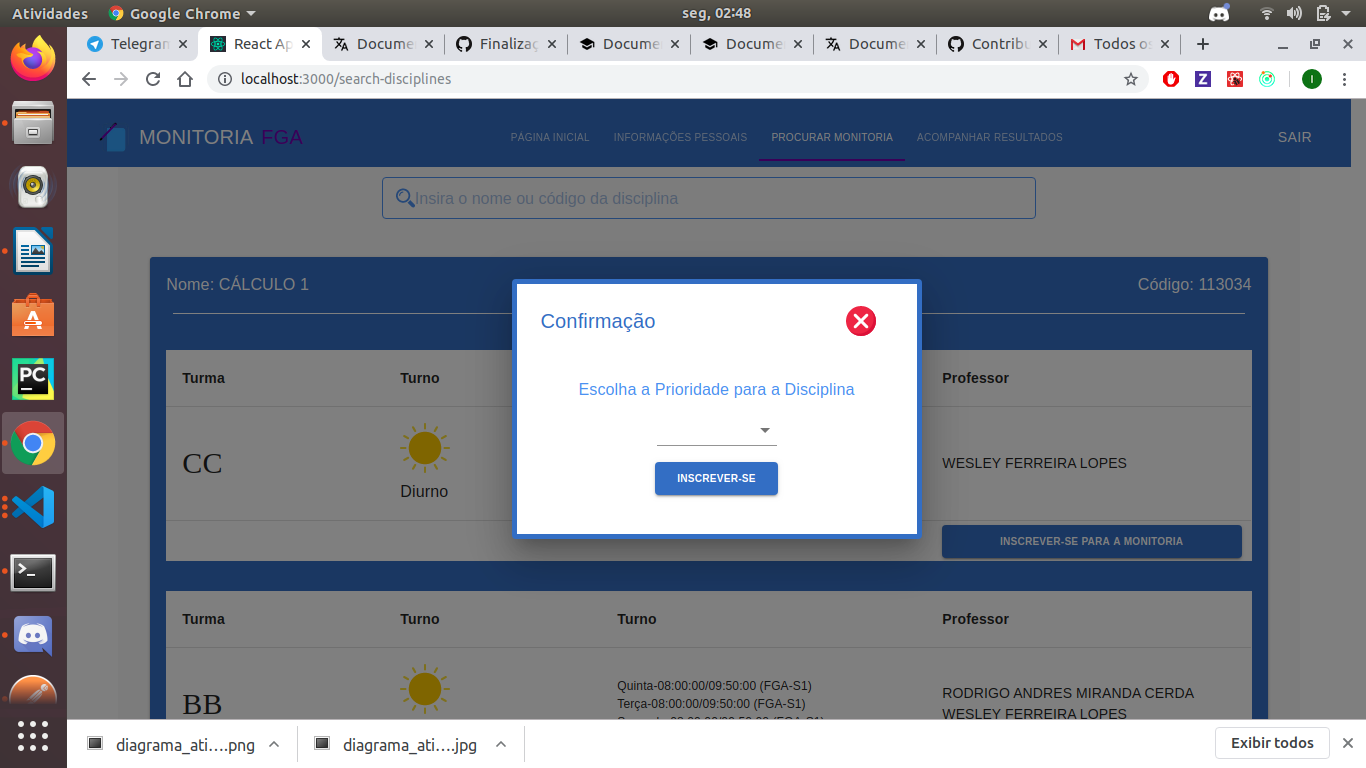 Atividades
Google Chrome
seg, 02:48
Telegran
React Ap
Docume
Finalizaç
Docume
Docume
Docume
Contribu
Todos os
localhost:3000/search-disciplines
MONITORIA FGA
PÁGINA INICIAL
INFORMAÇÕES PESSOAIS
PROCURAR MONITORIA
ACOMPANHAR RESULTADOS
SAIR
Insira o nome ou código da disciplina
Nome: CÁLCULO 1
Código: 113034
Confirmação
Escolha a Prioridade para a Disciplina
INSCREVER-SE
Turma
Turno
Professor
CC
Diurno
WESLEY FERREIRA LOPES
INSCREVER-SE PARA A MONITORIA
Turma
Turno
Turno
Professor
BB
Quinta-08:00:00/09:50:00 (FGA-S1)
Terça-08:00:00/09:50:00 (FGA-S1)
RODRIGO ANDRES MIRANDA CERDA
WESLEY FERREIRA LOPES
diagrama_ati….png
diagrama_ati….jpg
Exibir todos